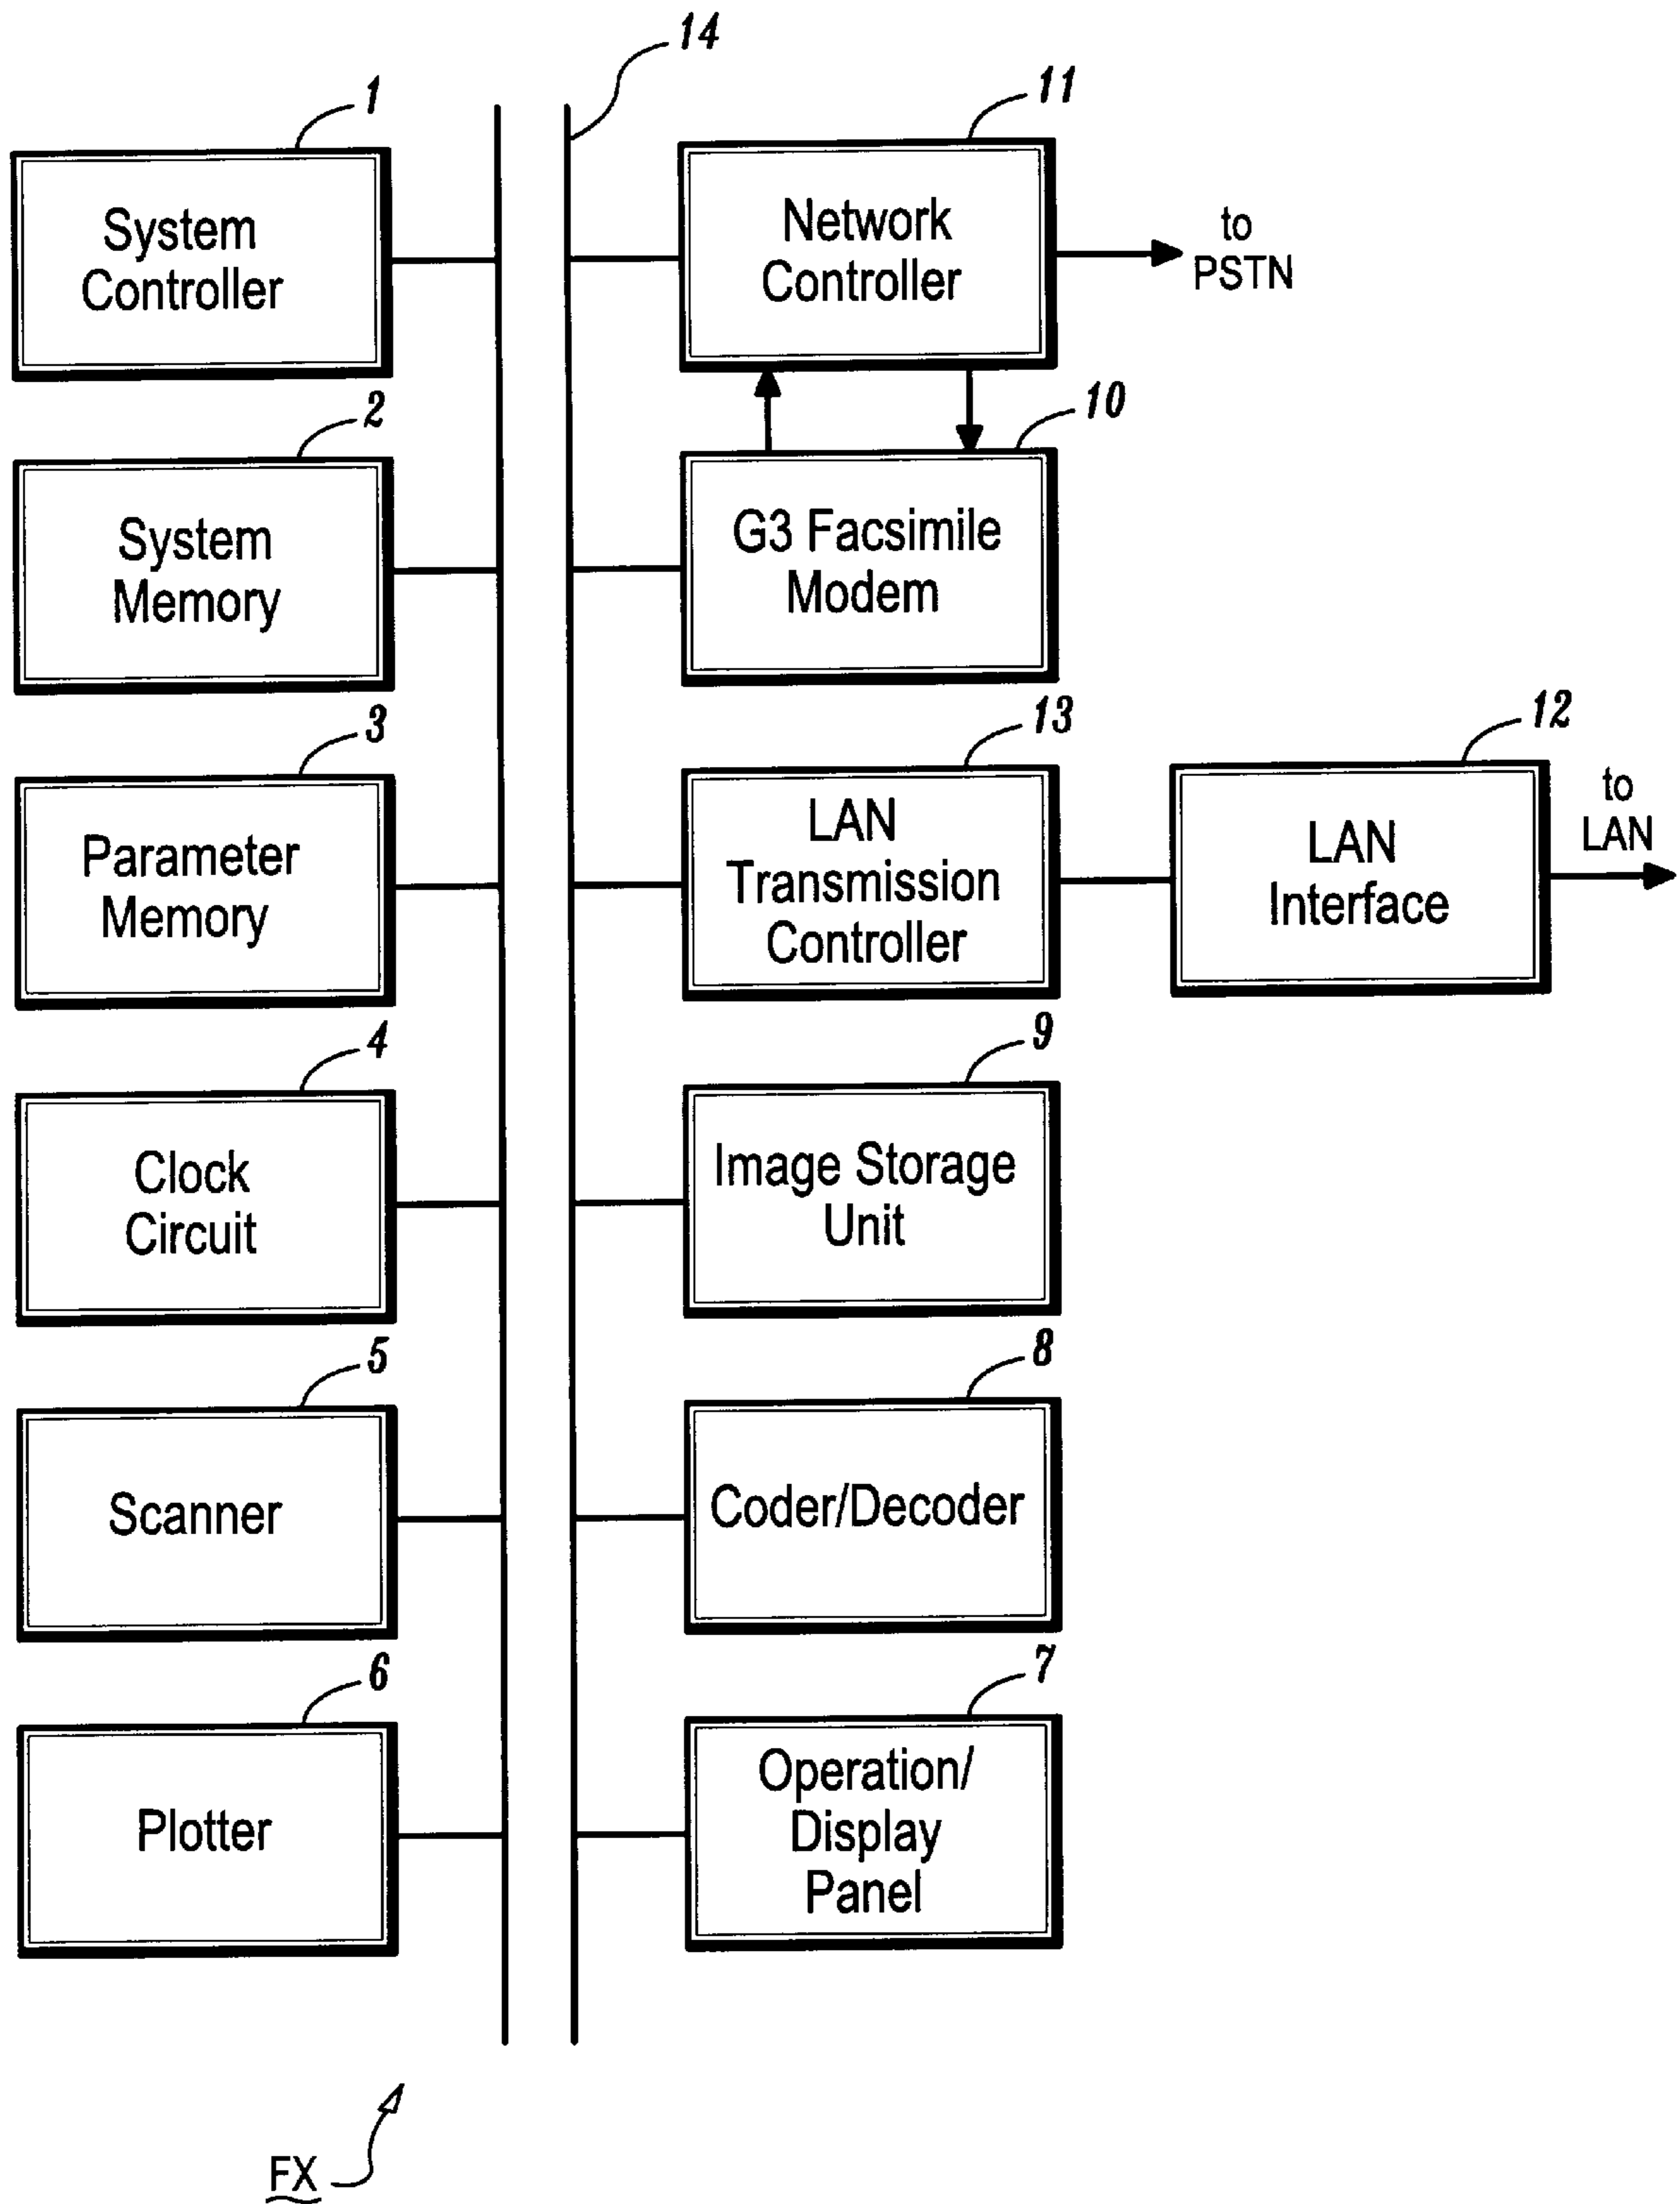 14
1
System
Controller
11
Network
Controller
to
PSTN
2
System
Memory
10
G3 Facsimile
Modem
3
Parameter
Memory
13
LAN
Transmission
Controller
12
LAN
Interface
to
LAN
4
Clock
Circuit
9
Image Storage
Unit
5
Scanner
8
Coder/Decoder
6
Plotter
7
Operation/
Display
Panel
FX